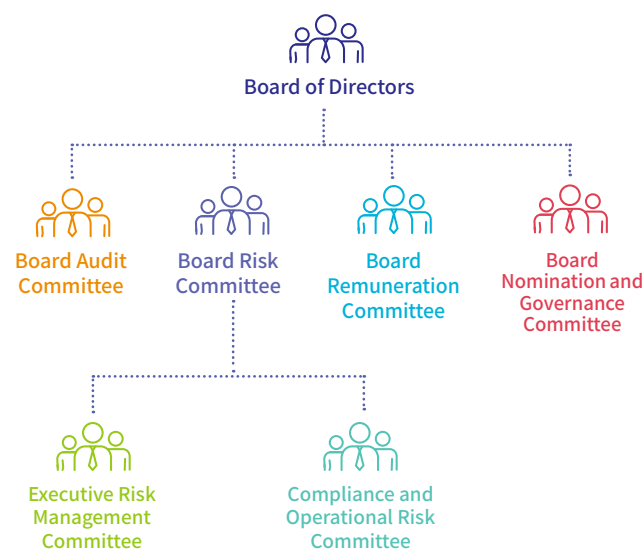 Board of Directors
Board Audit
Committee
Board Risk
Committee
Board
Remuneration
Committee
Board
Nomination and
Governance
Committee
Executive Risk
Management
Committee
Compliance and
Operational Risk
Committee